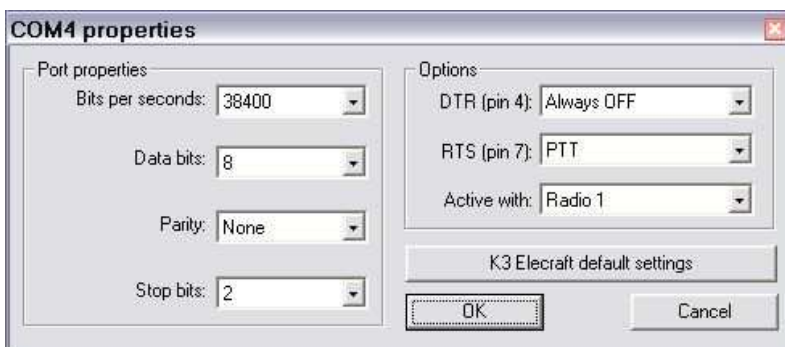 COM4 properties
Port properties
Bits per seconds: 38400
Data bits: 8
Parity: None
Stop bits: 2
Options
DTR (pin 4): Always OFF
RTS (pin 7): PTT
Active with: Radio 1
K3 Elecraft default settings
OK
Cancel